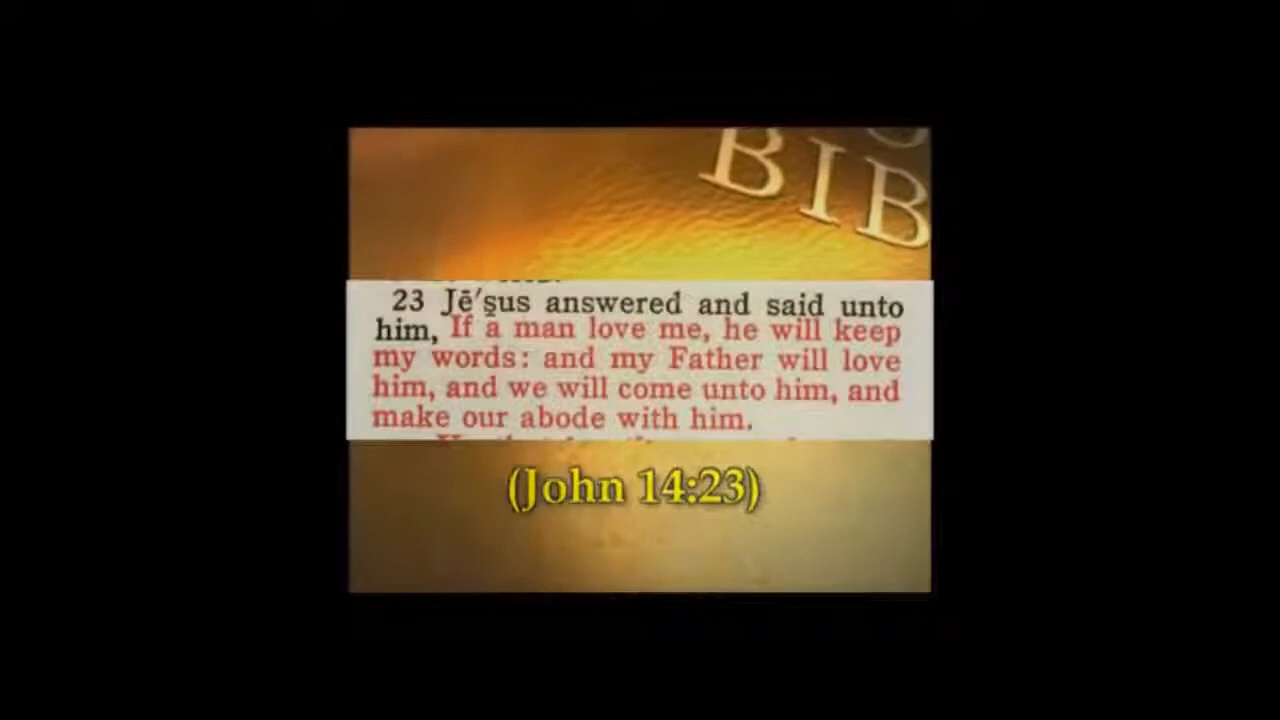 BIB
23 Jē′ṣus answered and said unto
him, If a man love me, he will keep
my words: and my Father will love
him, and we will come unto him, and
make our abode with him.
(John 14:23)